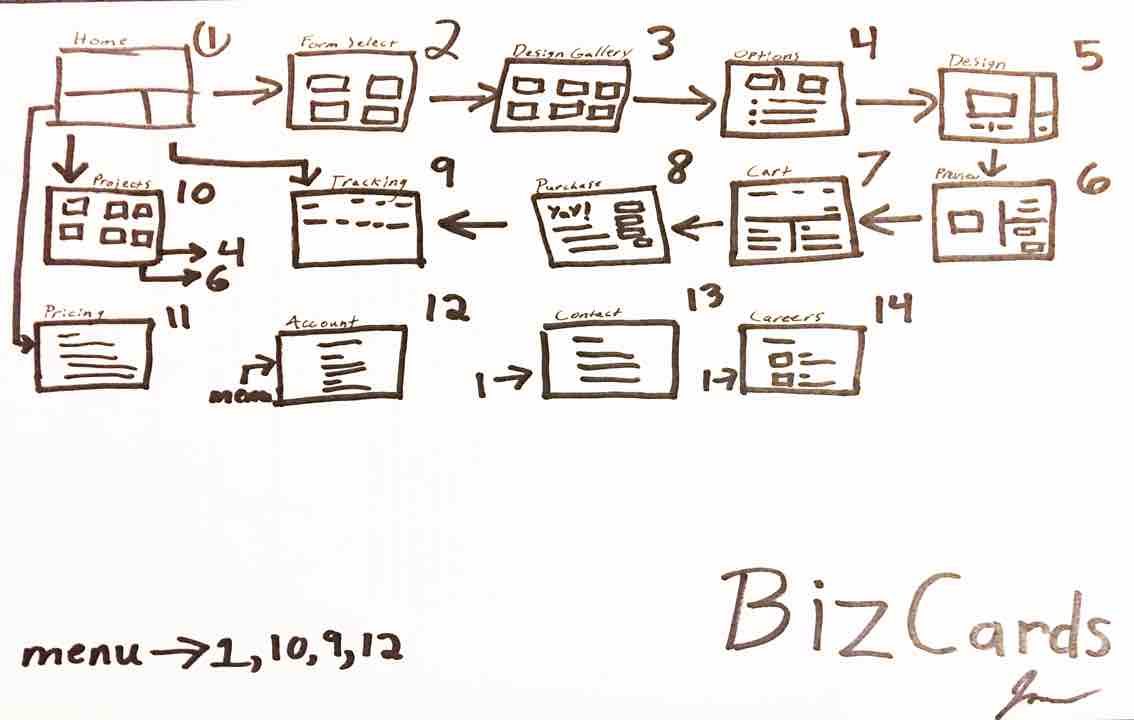 Home 1
Form Select 2
Design Gallery 3
Options 4
Design 5
Projects 10
4
6
Tracking 9
Purchase 8
YaY!
Cart 7
Preview 6
Pricing 11
Account 12
menu
Contact 13
1
Careers 14
1
menu → 1, 10, 9, 12
BizCards